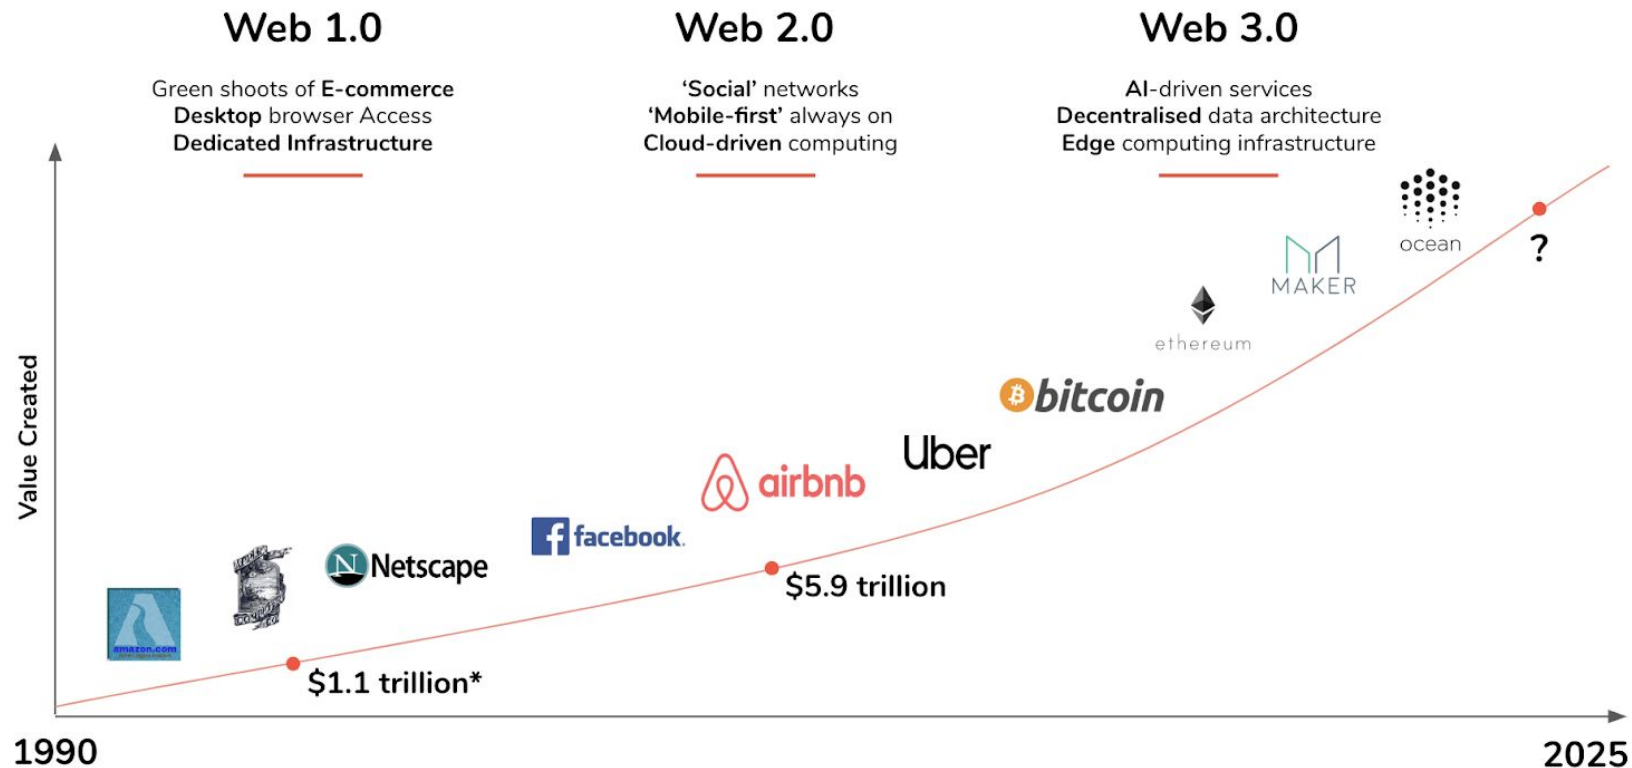 Web 1.0
Green shoots of E-commerce
Desktop browser Access
Dedicated Infrastructure
Web 2.0
‘Social’ networks
‘Mobile-first’ always on
Cloud-driven computing
Web 3.0
AI-driven services
Decentralised data architecture
Edge computing infrastructure
Value Created
amazon.com
Netscape
$1.1 trillion*
facebook.
airbnb
$5.9 trillion
Uber
bitcoin
ethereum
MAKER
ocean
?
1990
2025